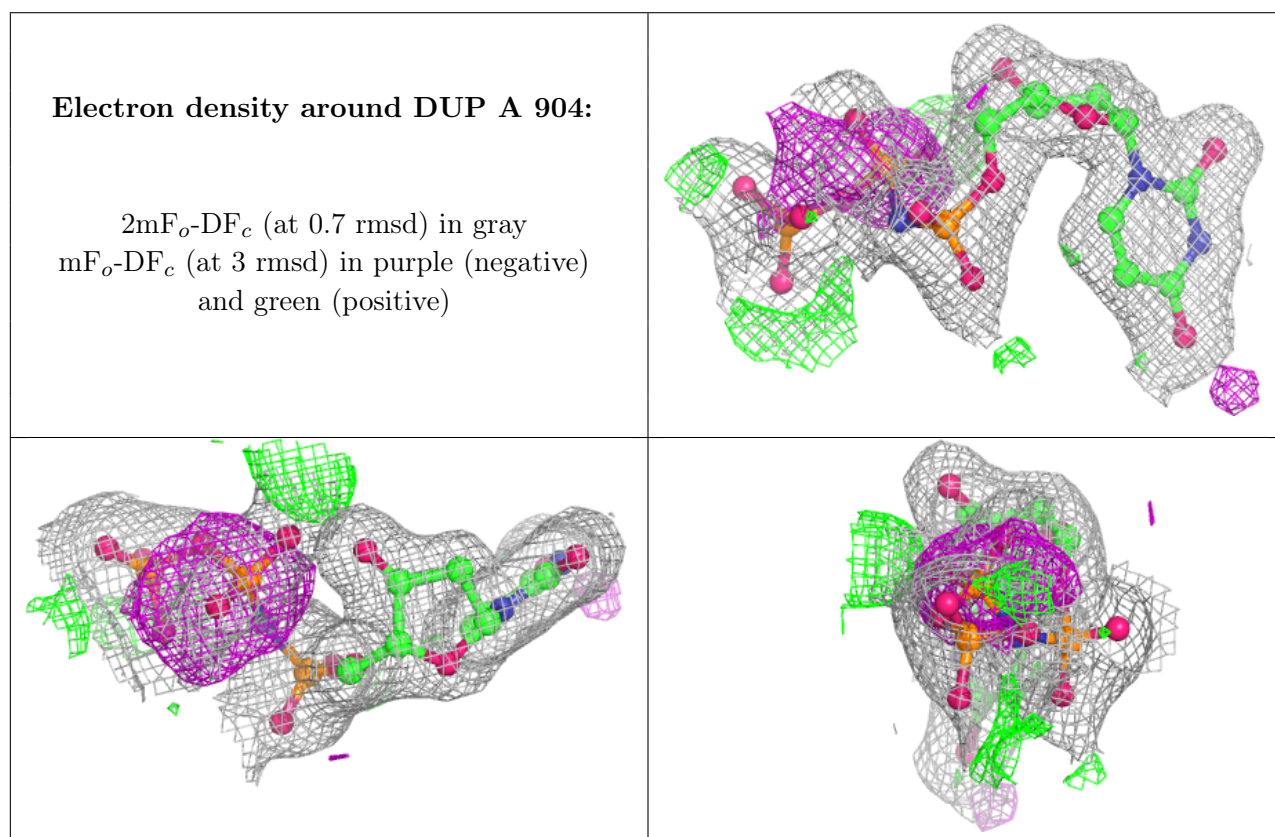 Electron density around DUP A 904:
2mFo-DFc (at 0.7 rmsd) in gray
mFo-DFc (at 3 rmsd) in purple (negative)
and green (positive)